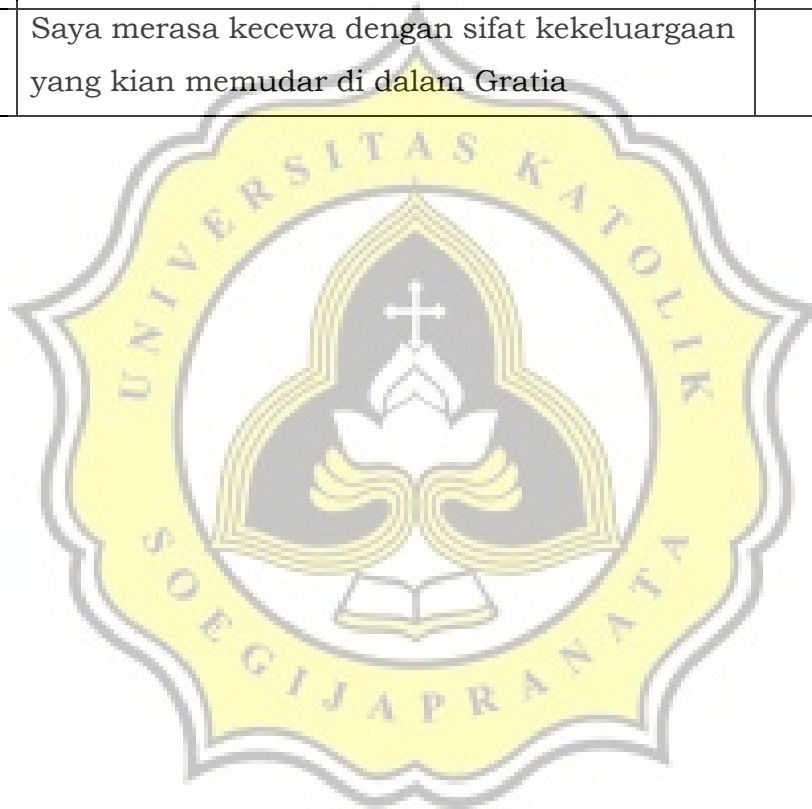 Saya merasa kecewa dengan sifat kekeluargaan
yang kian memudar di dalam Gratia
UNIVERSITAS KATOLIK
SOEGIJAPRANATA